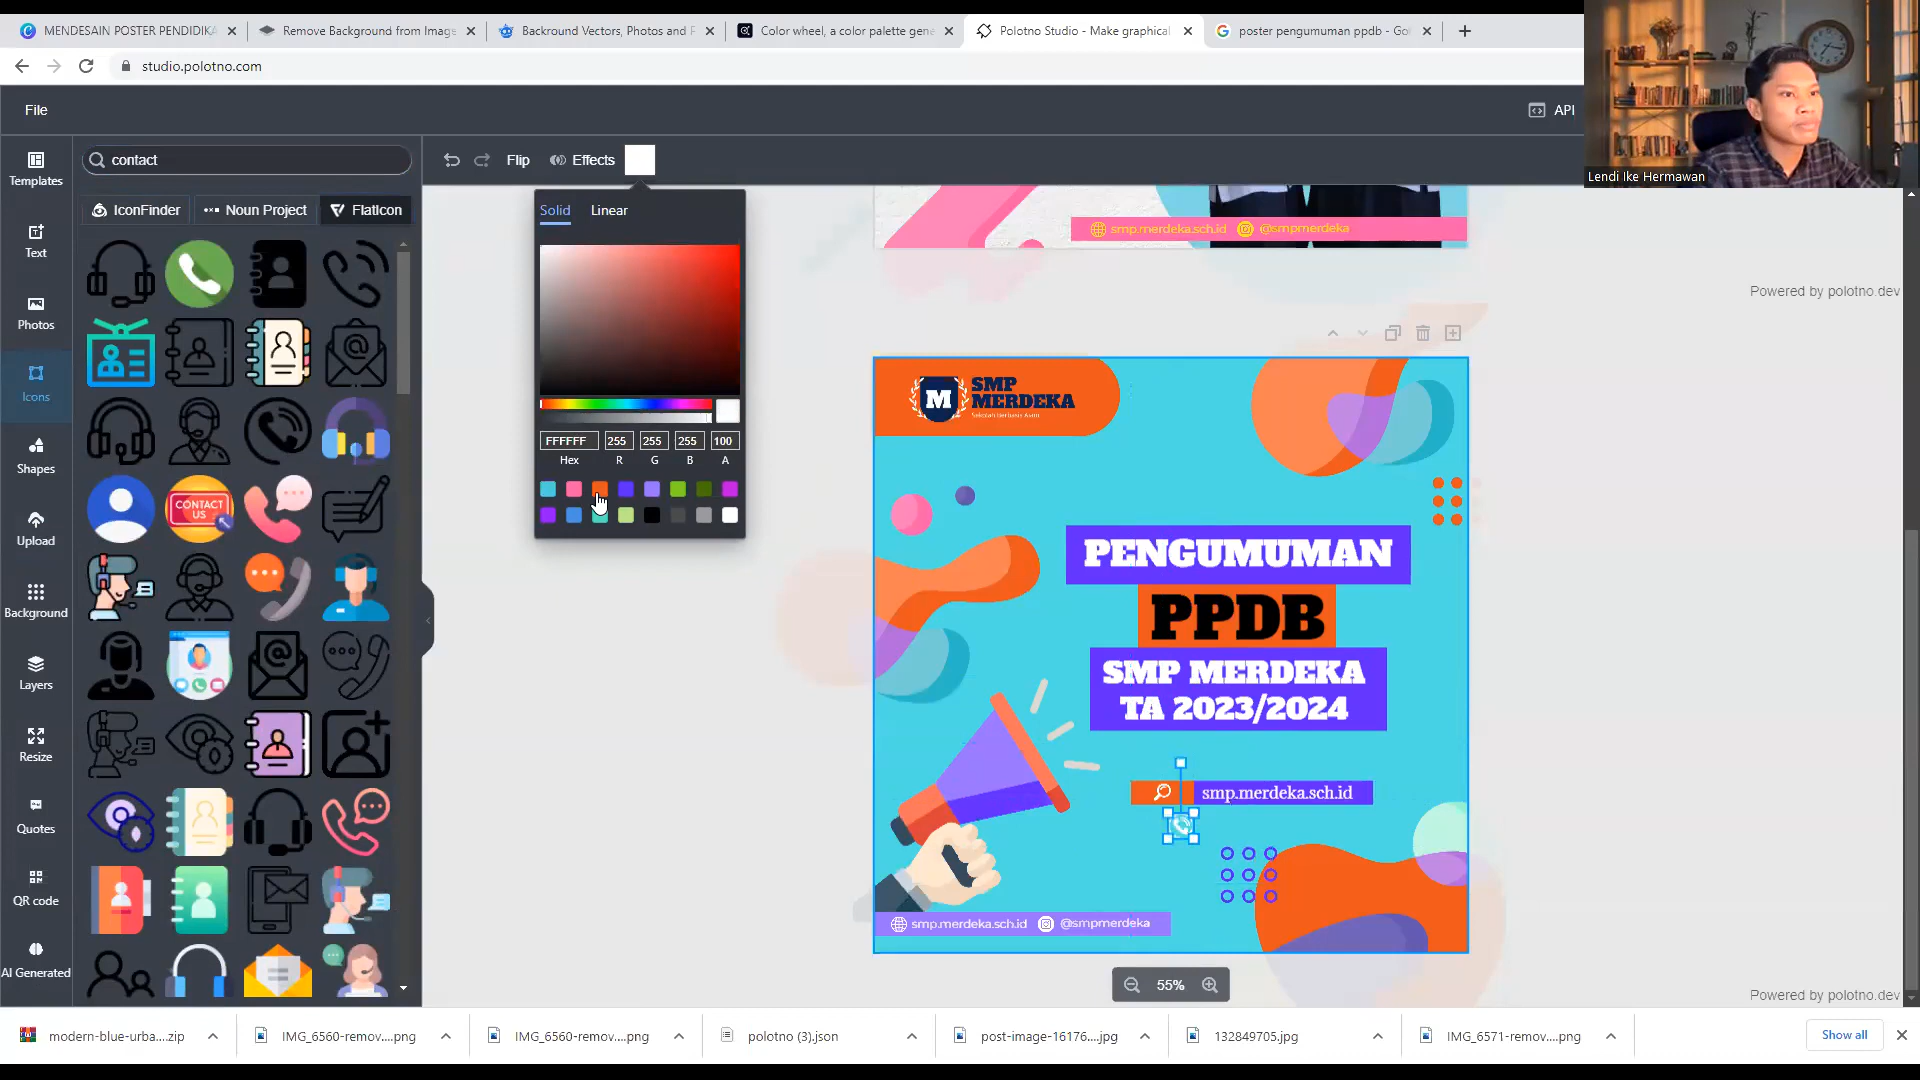 MENDESAIN POSTER PENDIDIKA
Remove Background from Image
Backround Vectors, Photos and F
Color wheel, a color palette gene
Polotno Studio - Make graphical
poster pengumuman ppdb - Go
studio.polotno.com
File
API
Lendi Ike Hermawan
contact
Flip
Effects
IconFinder
Noun Project
FlatIcon
Templates
Text
Photos
Icons
Shapes
Upload
Background
Layers
Resize
Quotes
QR code
AI Generated
CONTACT
US
Solid
Linear
FFFFFF
255
255
255
100
Hex
R
G
B
A
smp.merdeka.sch.id
@smpmerdeka
Powered by polotno.dev
M
SMP
MERDEKA
PENGUMUMAN
PPDB
SMP MERDEKA
TA 2023/2024
smp.merdeka.sch.id
smp.merdeka.sch.id
@smpmerdeka
55%
Powered by polotno.dev
modern-blue-urba....zip
IMG_6560-remov....png
IMG_6560-remov....png
polotno (3).json
post-image-16176....jpg
132849705.jpg
IMG_6571-remov....png
Show all